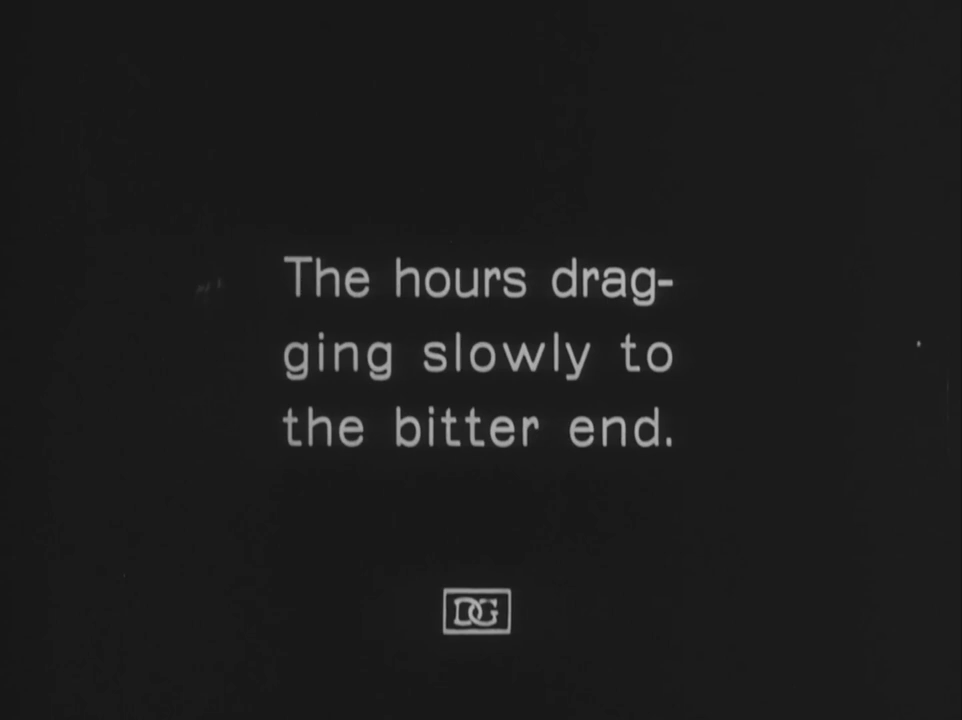 The hours drag-
ging slowly to
the bitter end.
DG